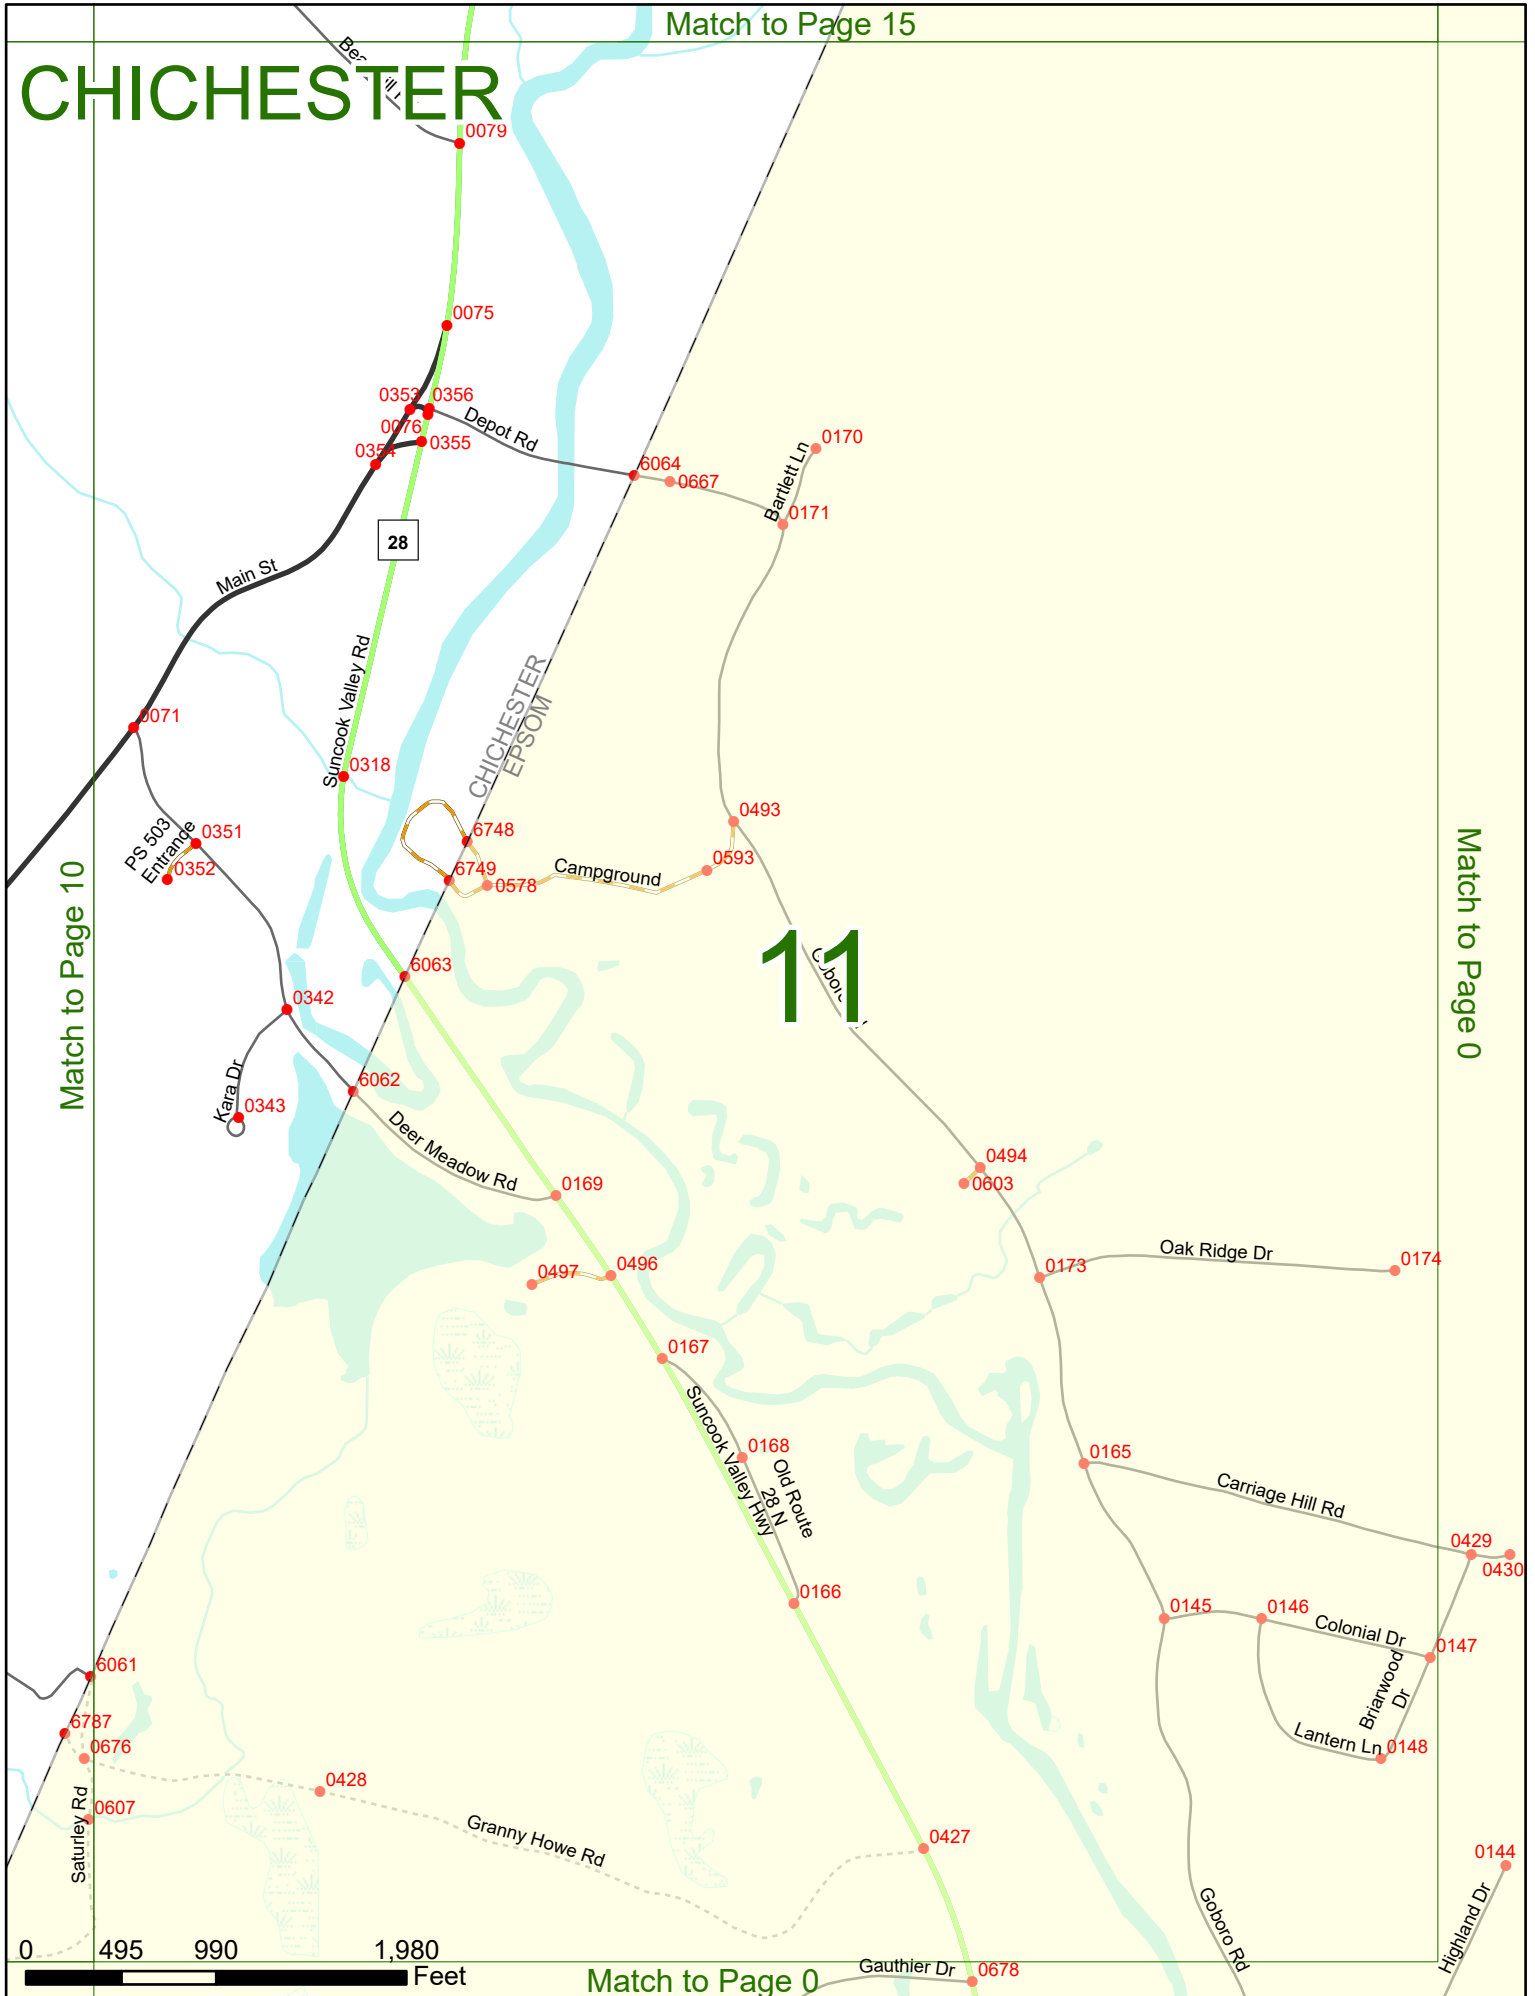 Match to Page 15
CHICHESTER
0079
0075
0353
0356
0076
0355
0354
Depot Rd
6064
0667
Bartlett Ln
0170
0171
28
Main St
Suncook Valley Rd
CHICHESTER
EPSOM
0071
0318
PS 503
Entrance
0351
0352
6748
6749
0578
Campground
0593
0493
Match to Page 10
Match to Page 0
11
6063
0342
Kara Dr
0343
6062
Deer Meadow Rd
0169
0494
0603
0497
0496
0173
Oak Ridge Dr
0174
0167
Suncook Valley Hwy
0168
Old Route
28 N
0165
Carriage Hill Rd
0429
0430
0166
0145
0146
Colonial Dr
0147
Briarwood
Dr
Lantern Ln
0148
6061
6787
0676
0428
0607
Saturley Rd
Granny Howe Rd
0427
0144
Highland Dr
Goboro Rd
0 495 990 1,980
Feet
Match to Page 0
Gauthier Dr
0678